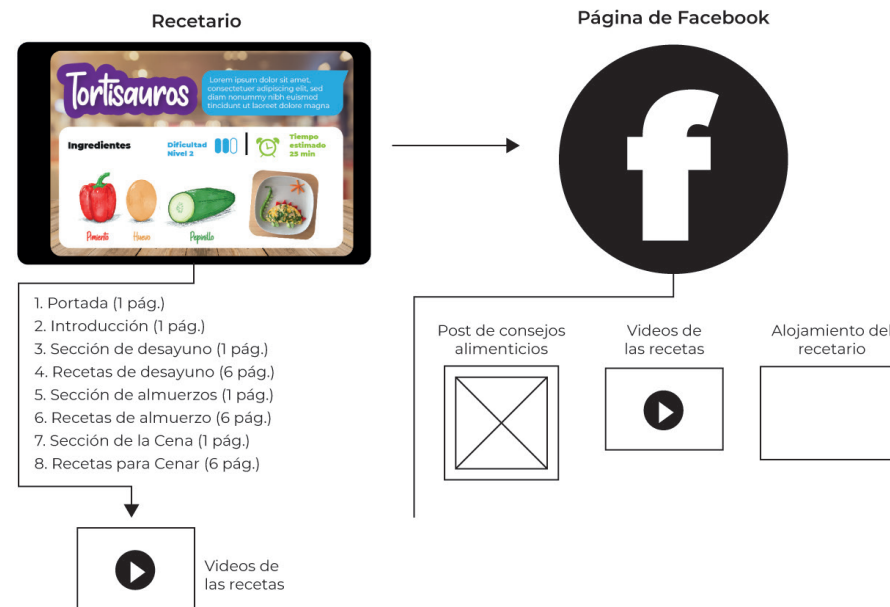 Recetario
Página de Facebook
Tortisauros
Lorem ipsum dolor sit amet,
consectetuer adipiscing elit, sed
diam nonummy nibh euismod
tincidunt ut laoreet dolore magna
Ingredientes
Dificultad
Nivel 2
Tiempo
estimado
25 min
Pimiento
Huevo
Pepinillo
f
1. Portada (1 pág.)
2. Introducción (1 pág.)
3. Sección de desayuno (1 pág.)
4. Recetas de desayuno (6 pág.)
5. Sección de almuerzos (1 pág.)
6. Recetas de almuerzo (6 pág.)
7. Sección de la Cena (1 pág.)
8. Recetas para Cenar (6 pág.)
Post de consejos
alimenticios
Videos de
las recetas
Alojamiento del
recetario
Videos de
las recetas